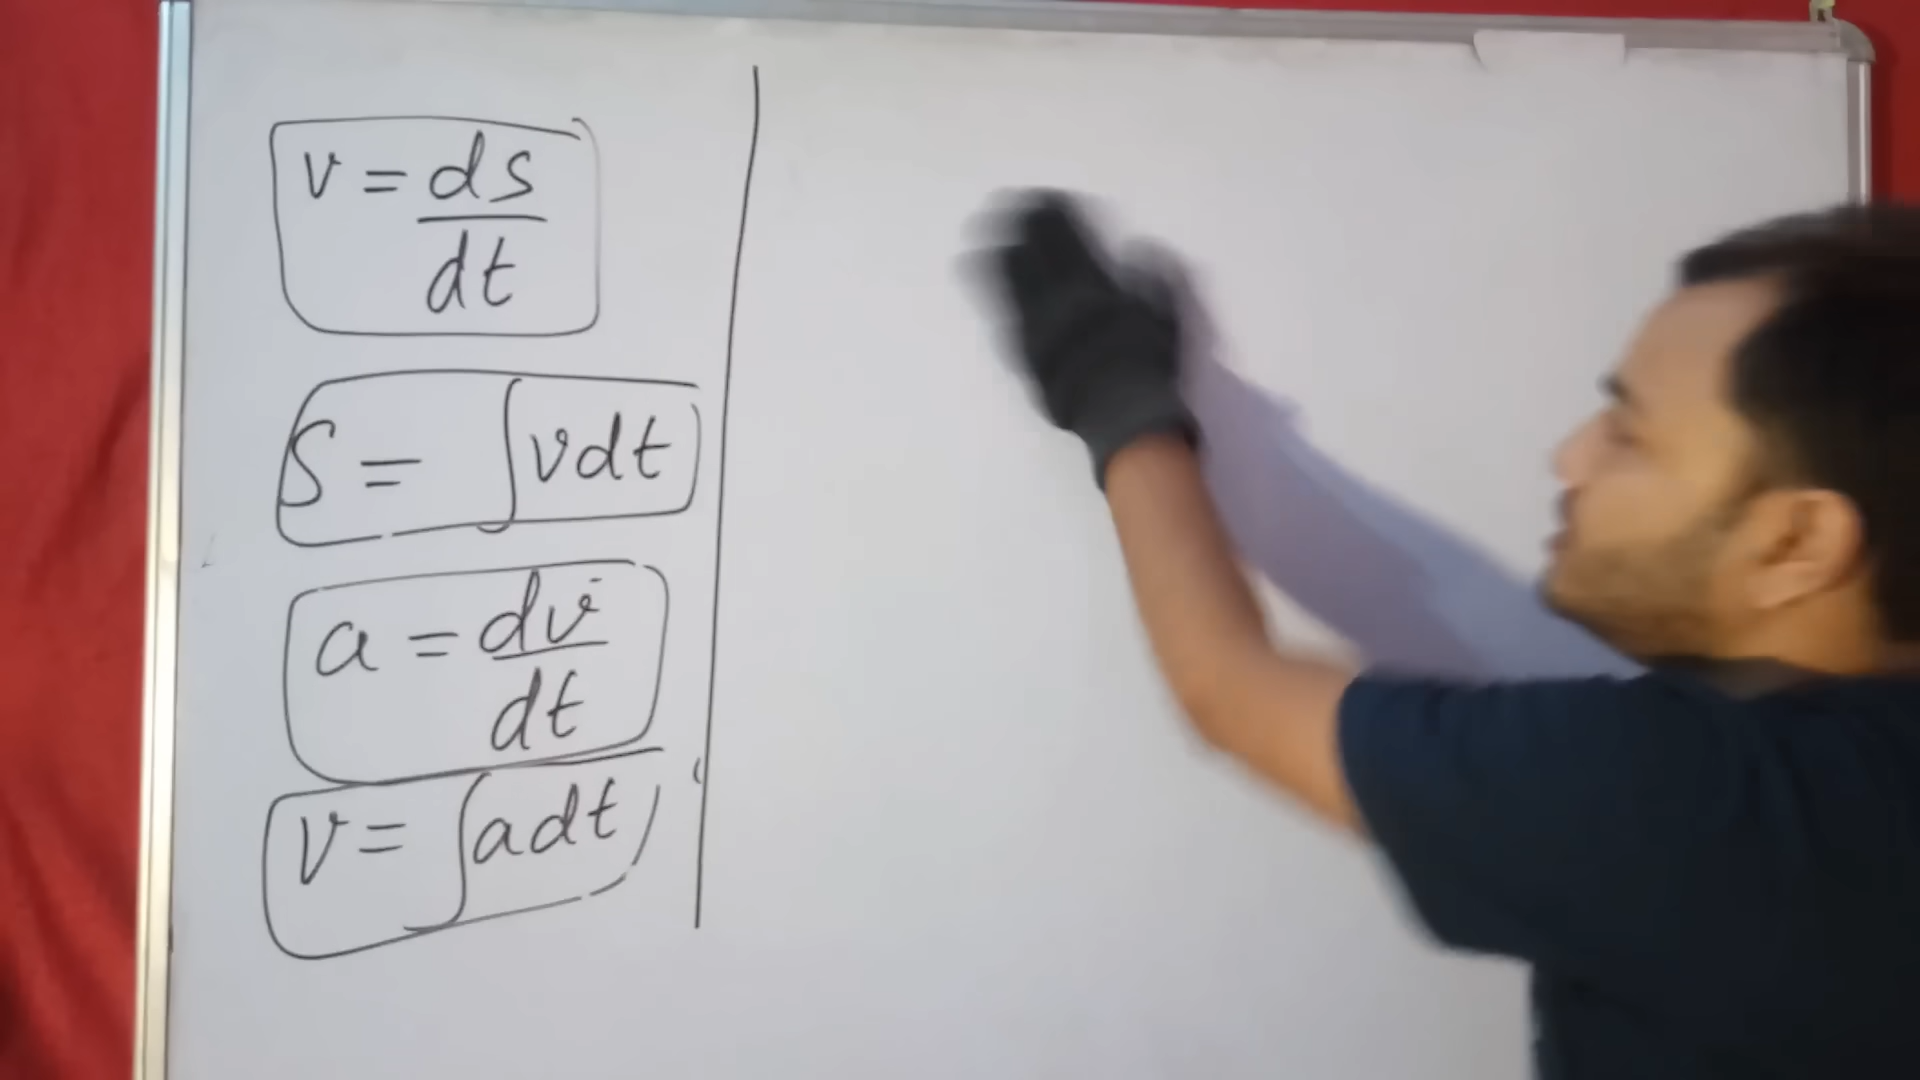 v = ds/dt
S = ∫vdt
a = dv/dt
v = ∫adt